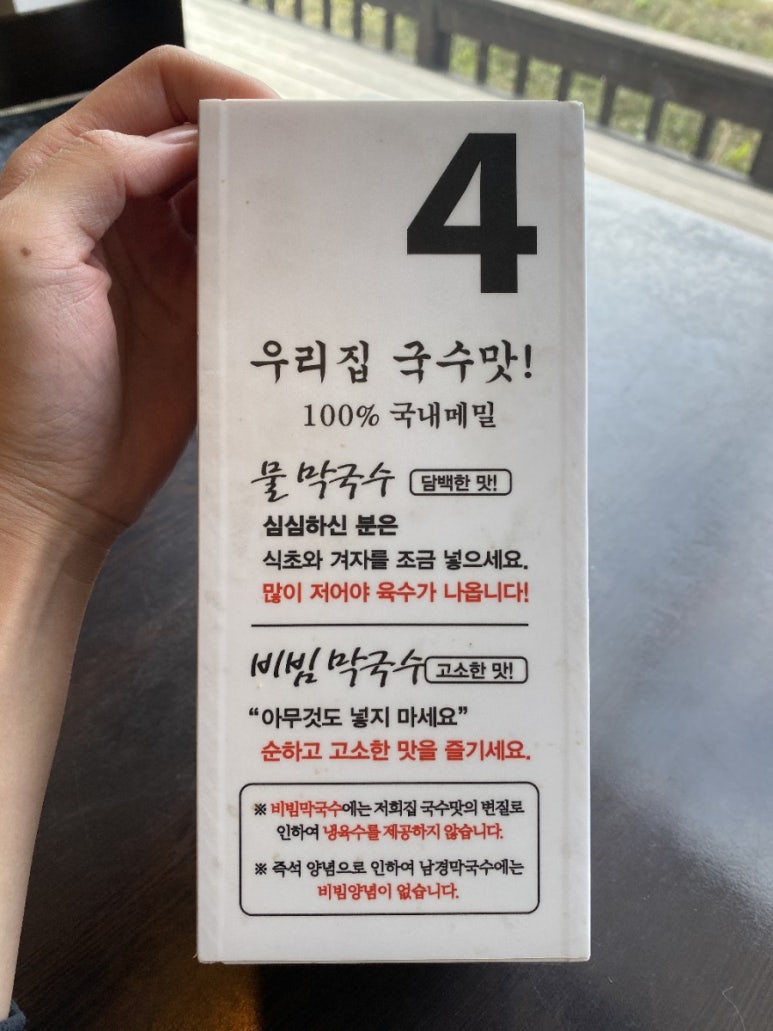 4
우리집 국수맛!
100% 국내메밀
물 막국수 담백한 맛!
심심하신 분은
식초와 겨자를 조금 넣으세요.
많이 저어야 육수가 나옵니다!
비빔 막국수 고소한 맛!
“아무것도 넣지 마세요”
순하고 고소한 맛을 즐기세요.
※ 비빔막국수에는 저희집 국수맛의 변질로
인하여 냉육수를 제공하지 않습니다.
※ 즉석 양념으로 인하여 남경막국수에는
비빔양념이 없습니다.